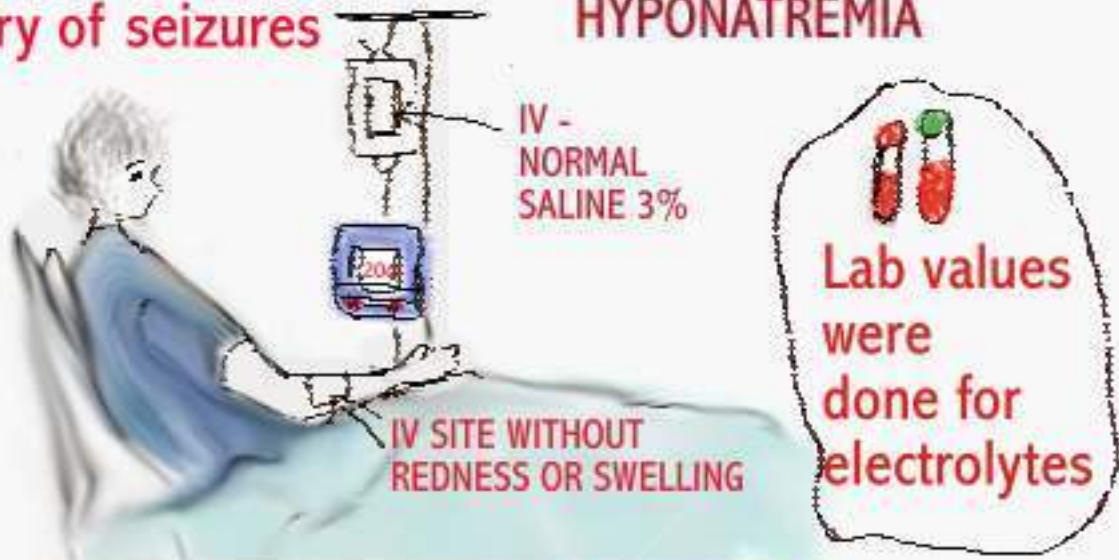 ry of seizures
HYPONATREMIA
IV -
NORMAL
SALINE 3%
Lab values
were
done for
electrolytes
IV SITE WITHOUT
REDNESS OR SWELLING